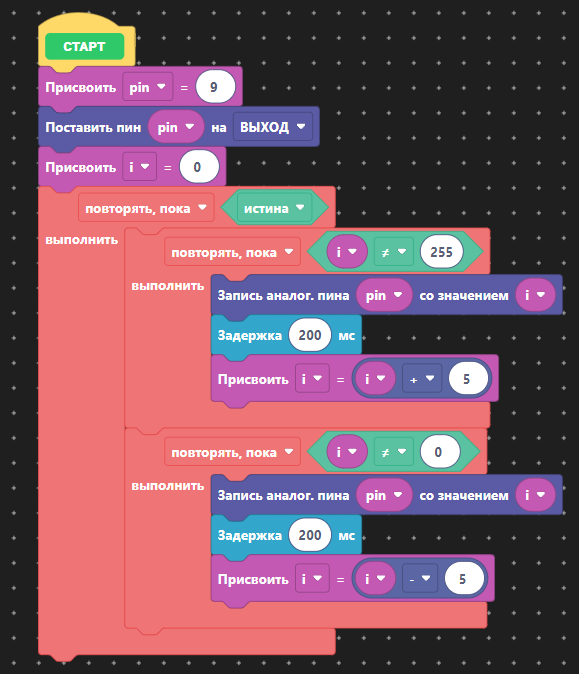 СТАРТ
Присвоить pin = 9
Поставить пин pin на ВЫХОД
Присвоить i = 0
повторять, пока истина
выполнить
повторять, пока i ≠ 255
выполнить
Запись аналог. пина pin со значением i
Задержка 200 мс
Присвоить i = i + 5
повторять, пока i ≠ 0
выполнить
Запись аналог. пина pin со значением i
Задержка 200 мс
Присвоить i = i - 5